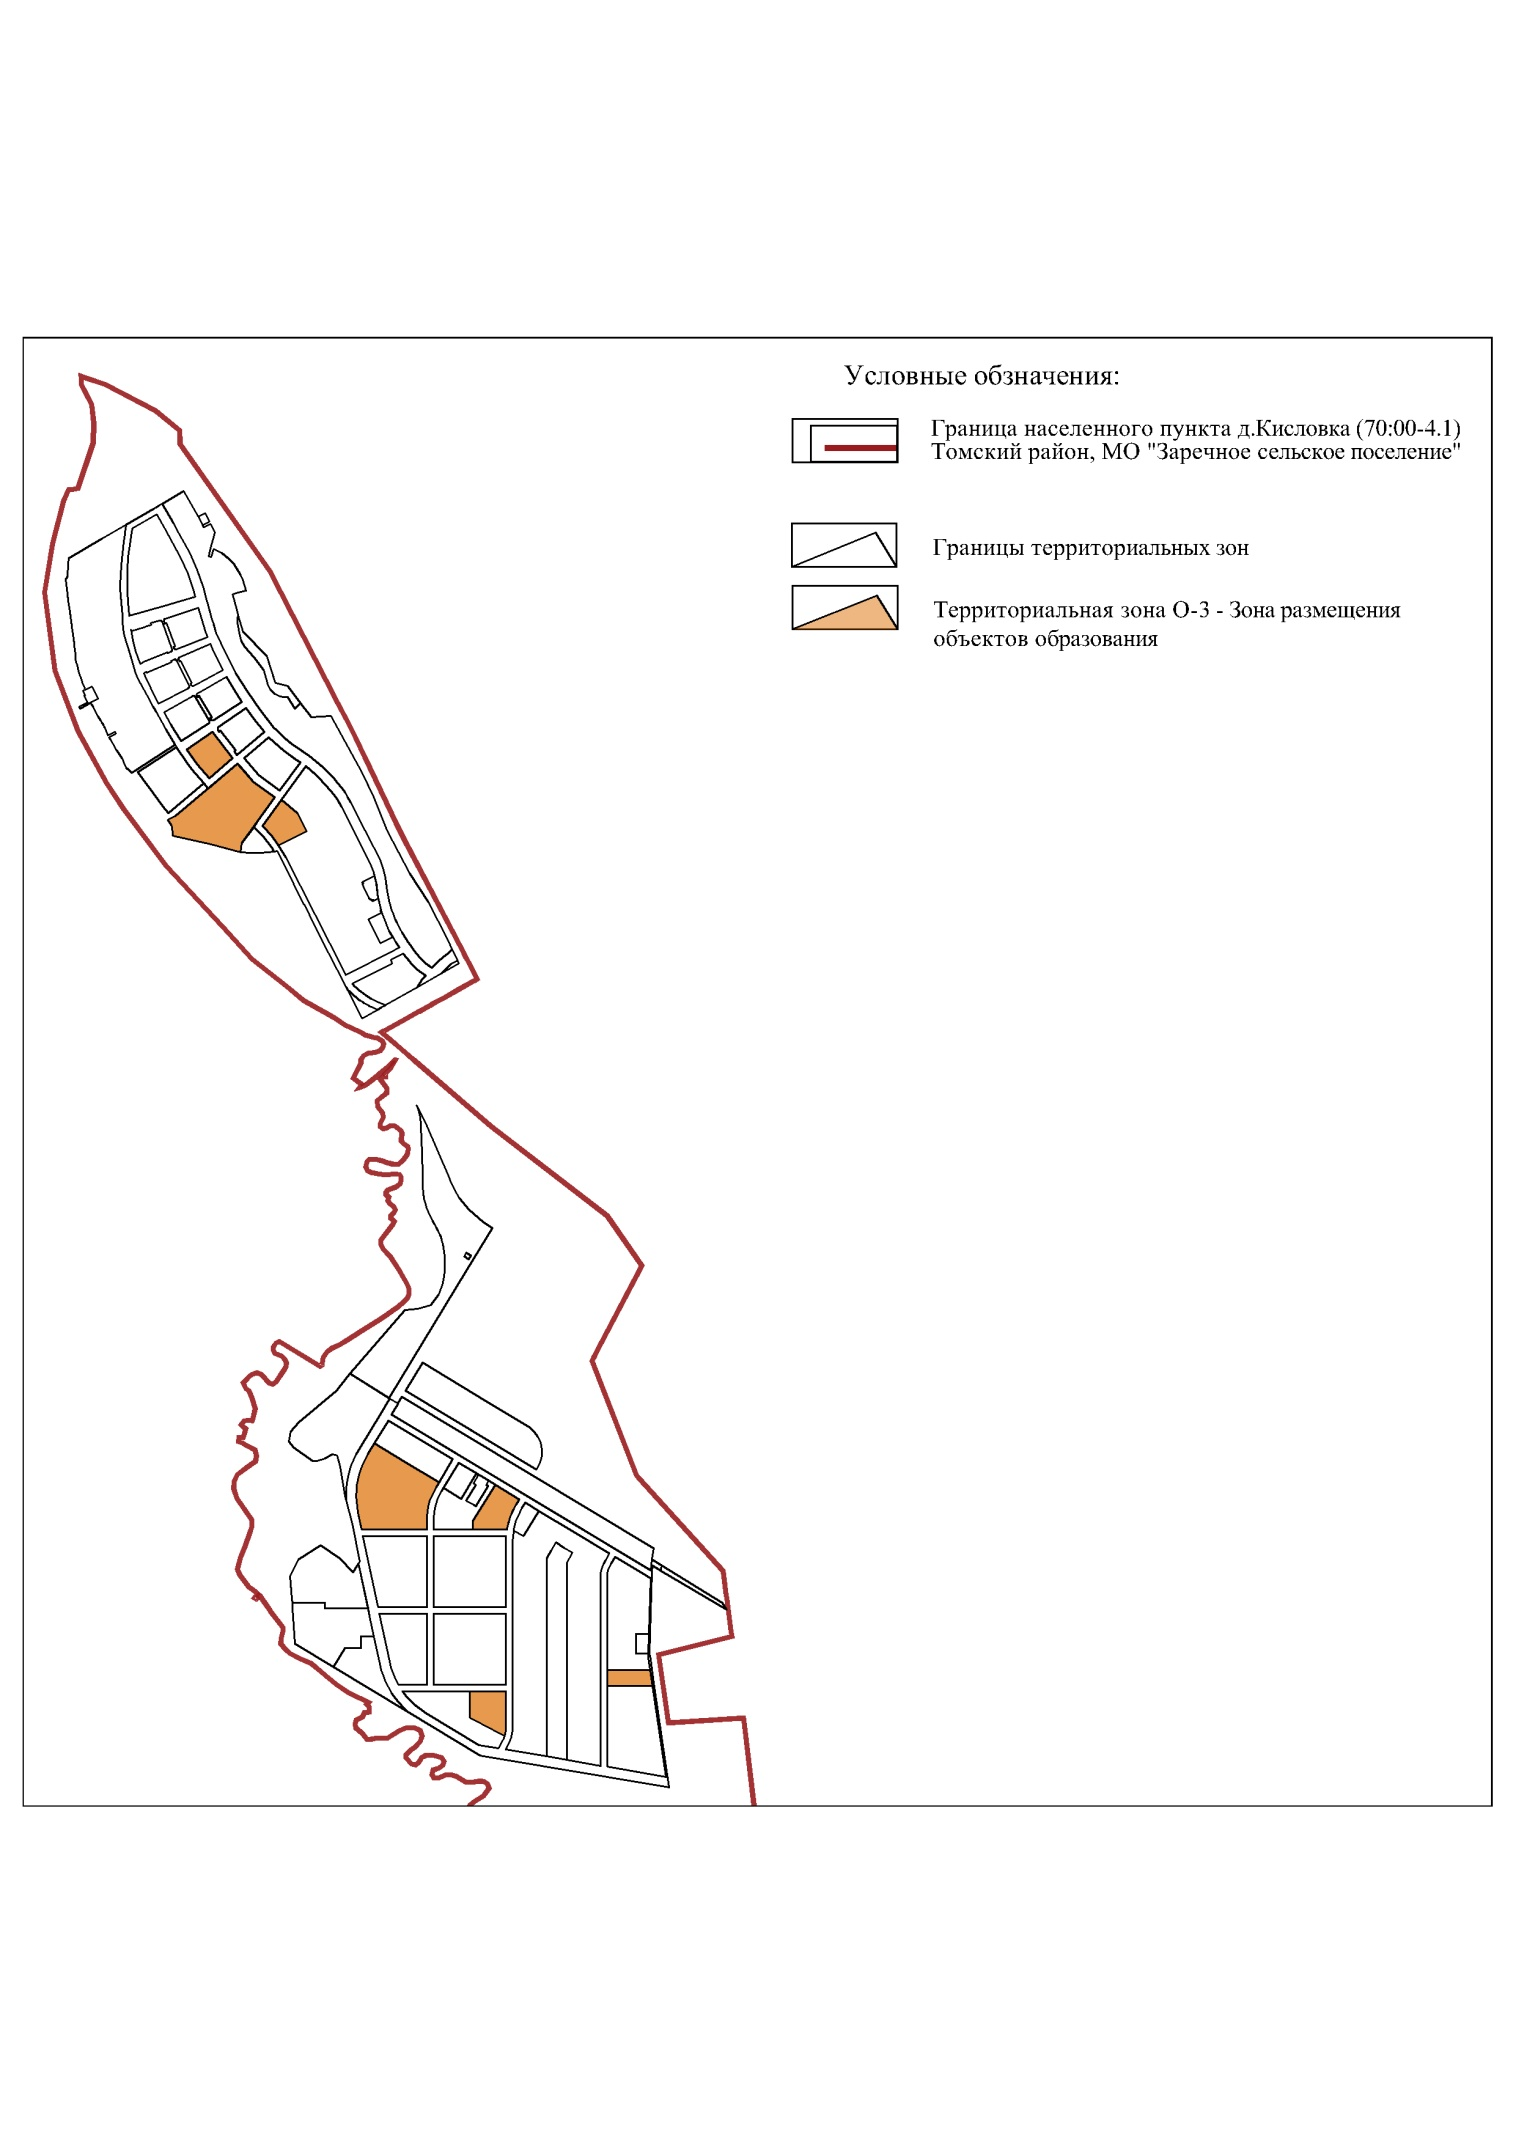 Условные обзначения:
Граница населенного пункта д.Кисловка (70:00-4.1)
Томский район, МО "Заречное сельское поселение"
Границы территориальных зон
Территориальная зона О-3 - Зона размещения
объектов образования